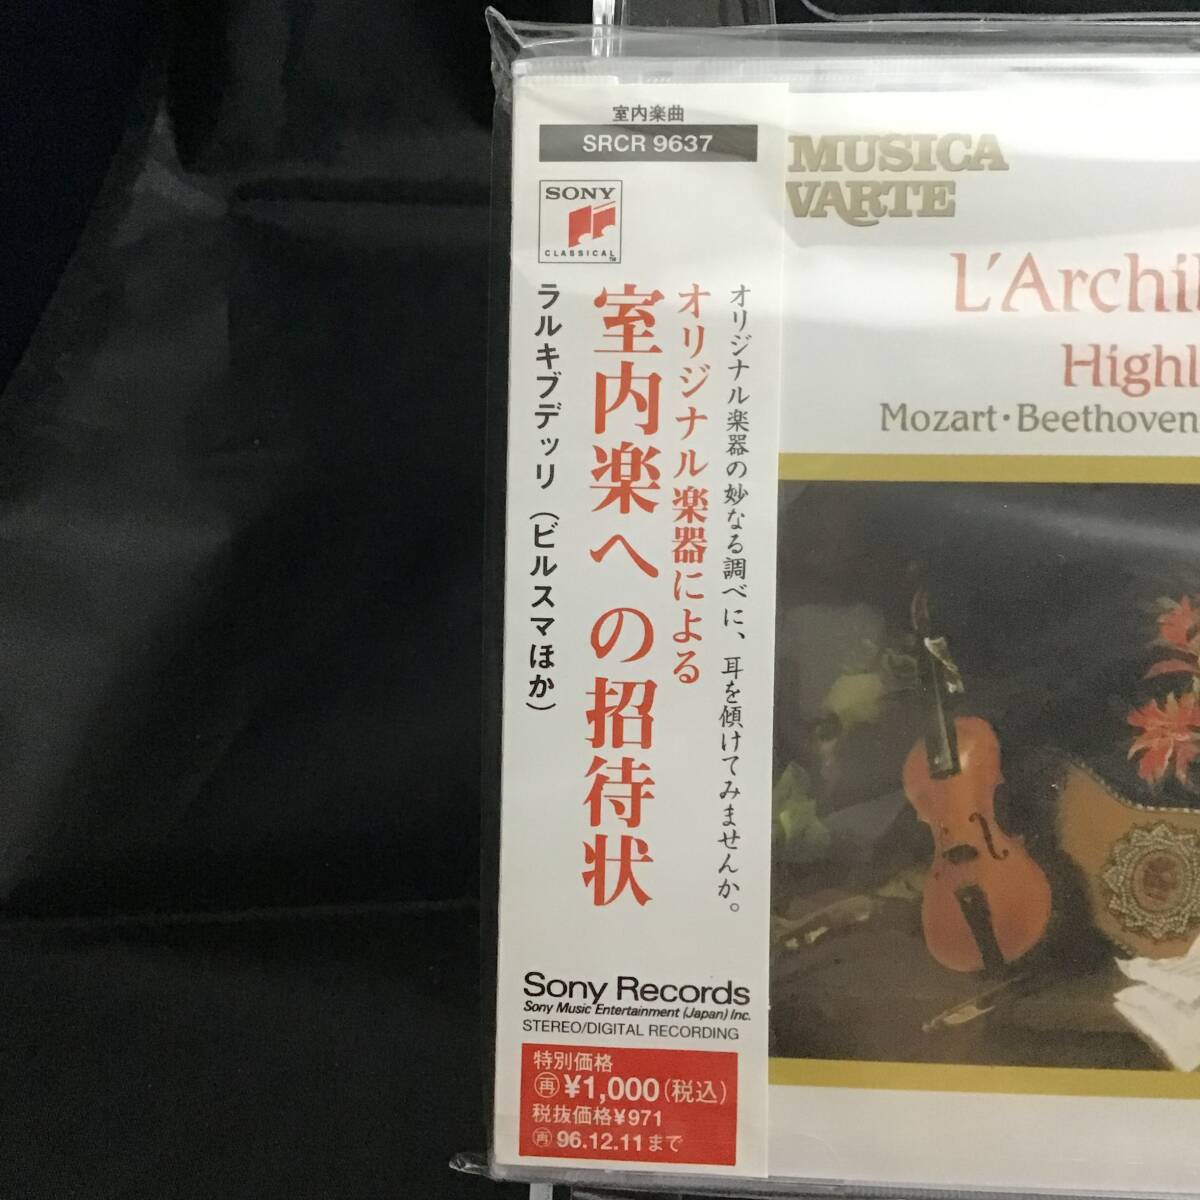 室内楽曲
SRCR 9637
SONY
CLASSICAL™
オリジナル楽器の妙なる調べに、耳を傾けてみませんか。
オリジナル楽器による
室内楽への招待状
ラルキブデッリ（ビルスマほか）
Sony Records
Sony Music Entertainment (Japan) Inc.
STEREO/DIGITAL RECORDING
特別価格
再 ¥1,000(税込)
税抜価格¥971
再 96.12.11まで
MUSICA
VARTE
L'Archi
Highl
Mozart·Beethoven